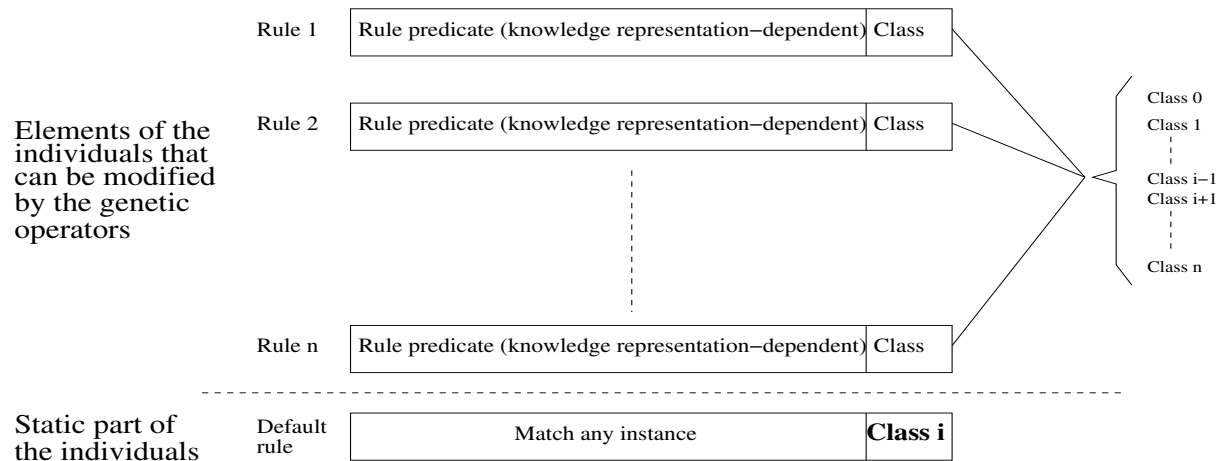 Rule 1
Rule predicate (knowledge representation−dependent)
Class
Class 0
Class 1
Class i−1
Class i+1
Class n
Elements of the
individuals that
can be modified
by the genetic
operators
Rule 2
Rule predicate (knowledge representation−dependent)
Class
Rule n
Rule predicate (knowledge representation−dependent)
Class
Static part of
the individuals
Default
rule
Match any instance
Class i